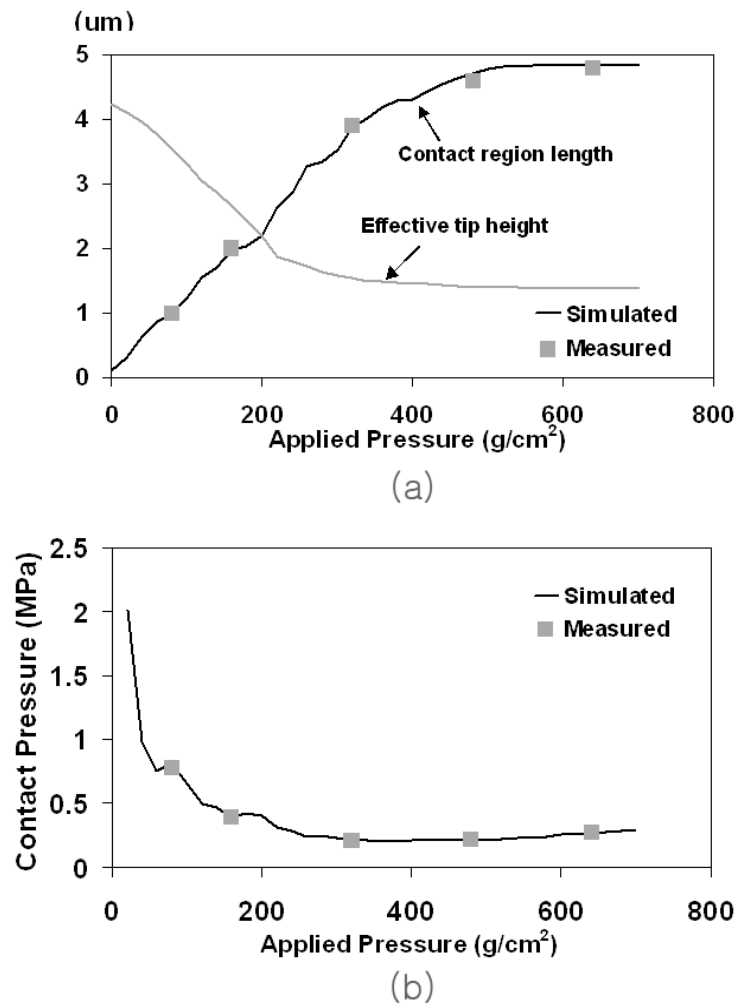 (um)
5
4
3
2
1
0
Contact region length
Effective tip height
Simulated
Measured
0 200 400 600 800
Applied Pressure (g/cm²)
(a)
Contact Pressure (MPa)
2.5
2
1.5
1
0.5
0
Simulated
Measured
0 200 400 600 800
Applied Pressure (g/cm²)
(b)